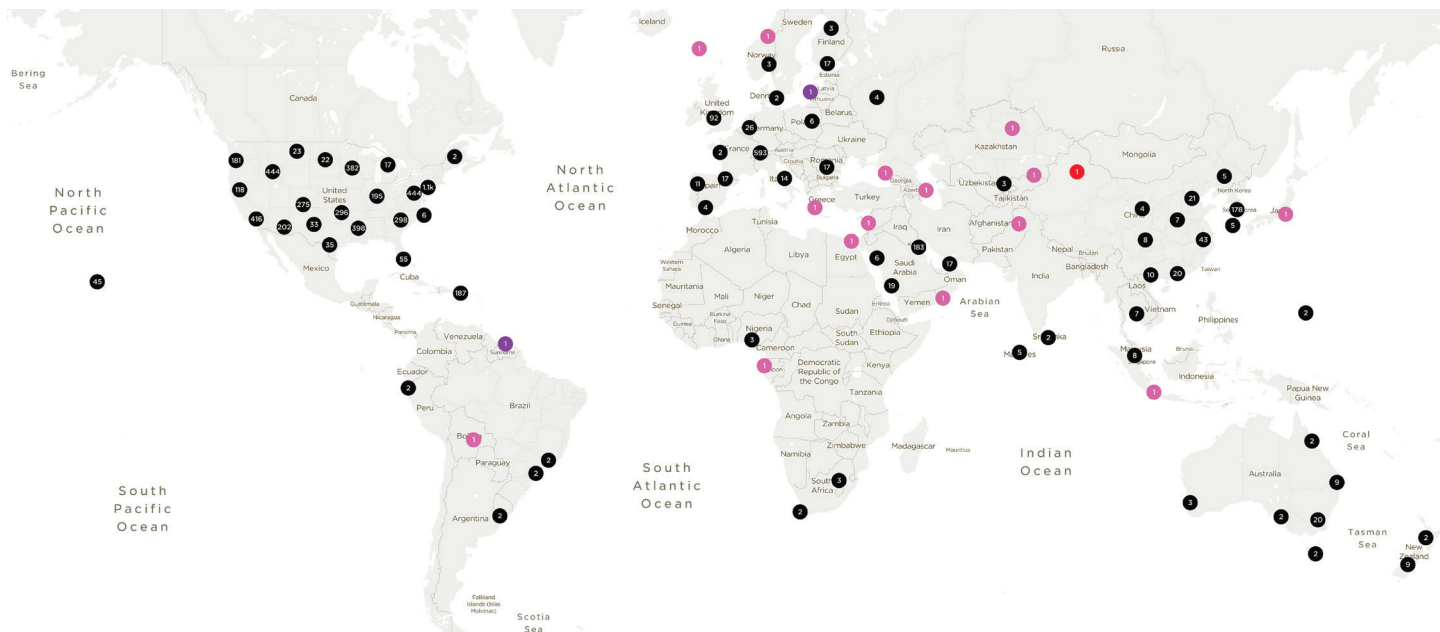 Iceland
Sweden
1
3
Finland
1
Norway
1
3
17
Estonia
Russia
Bering
Sea
Canada
Latvia
1
Lithuania
Denm
2
4
United
Kingdom
92
Belarus
26
Germany
Pola
6
1
Ukraine
Kazakhstan
Mongolia
23
22
382
17
2
181
444
2
France
593
Austria
Croatia
Romania
17
Bulgaria
1
Georgia
Azerb
1
Uzbekistan
3
1
1
5
North Korea
North
Pacific
Ocean
118
United
States
275
296
195
444
1.1k
North
Atlantic
Ocean
11
Spain
17
Ita
14
Greece
1
Turkey
Tajikistan
21
China
4
South Korea
178
Ja
1
416
202
33
398
298
6
4
Morocco
Tunisia
1
Iraq
Iran
Afghanistan
1
7
5
35
Mexico
55
Cuba
Algeria
Libya
1
Egypt
6
183
Saudi
Arabia
17
Pakistan
Nepal
Bhutan
8
43
Bangladesh
45
187
Western
Sahara
Mauritania
Mali
Niger
Chad
Sudan
Eritrea
19
Yemen
Oman
1
Arabian
Sea
India
10
Laos
20
Taiwan
Guatemala
Nicaragua
Senegal
Guinea
Burkina
Faso
Djibouti
7
Vietnam
Philippines
2
Panama
Venezuela
1
Suriname
Colombia
Ghana
Nigeria
3
Cameroon
South
Sudan
Ethiopia
Sri Lanka
2
Maldives
5
Malaysia
8
Singapore
Brunei
Ecuador
2
Peru
Brazil
1
Gabon
Democratic
Republic of
the Congo
Kenya
Tanzania
Indonesia
1
Papua New
Guinea
Bolivia
1
Angola
Zambia
Zimbabwe
Madagascar
Mauritius
2
Coral
Sea
Paraguay
2
2
Namibia
Indian
Ocean
South
Pacific
Ocean
South
Atlantic
Ocean
South
Africa
3
Australia
9
Argentina
2
2
3
2
20
Tasman
Sea
2
2
New
Zealand
9
Falkland
Islands (Islas
Malvinas)
Scotia
Sea